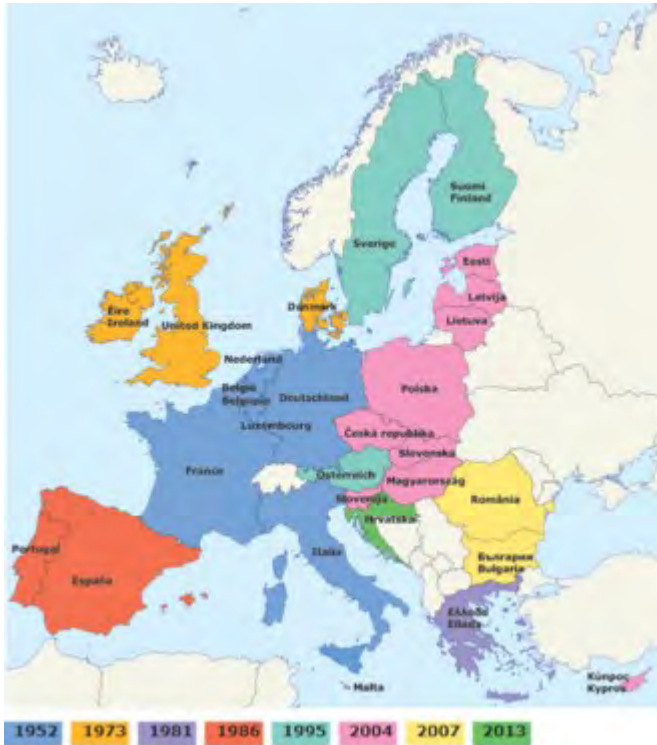 Suomi
Finland
Sverige
Eesti
Latvija
Lietuva
Danmark
Éire
Ireland
United Kingdom
Nederland
België
Belgique
Deutschland
Luxembourg
Polska
Česká republika
Slovensko
France
Österreich
Magyarország
Slovenija
Hrvatska
România
Italia
Portugal
España
България
Bulgaria
Ελλάδα
Elláda
Malta
Κύπρος
Kypros
1952 1973 1981 1986 1995 2004 2007 2013